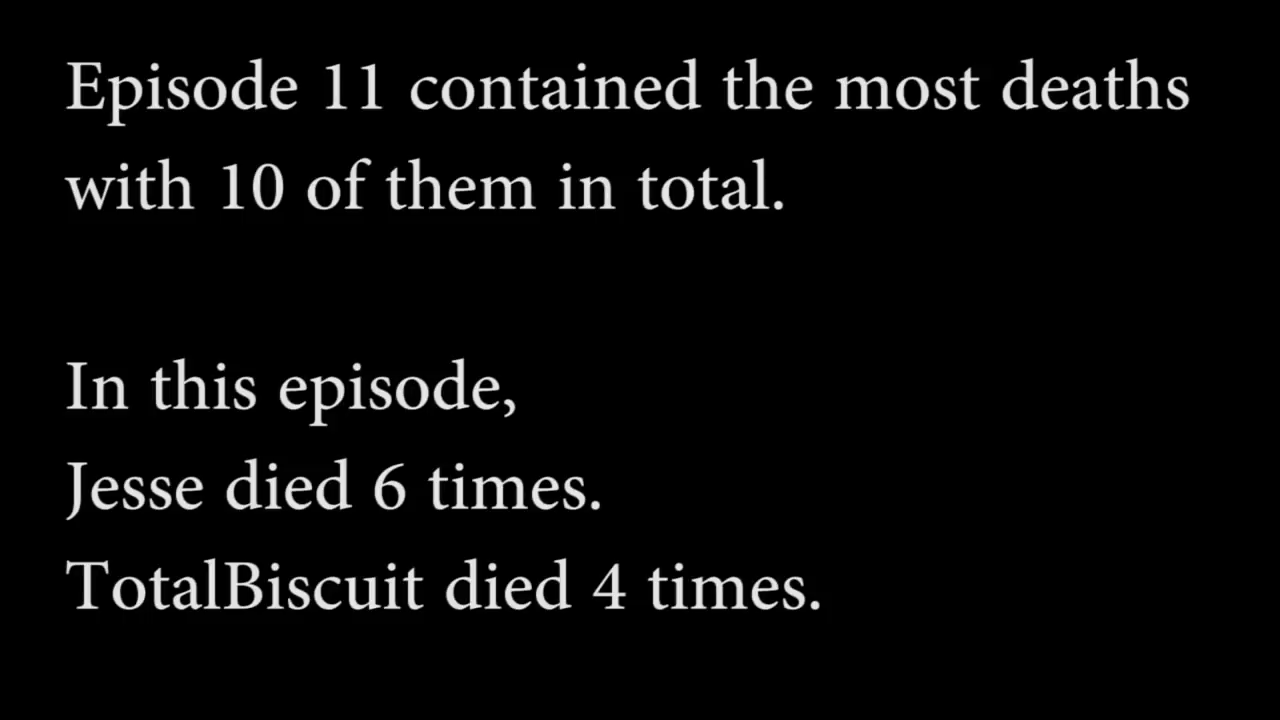 Episode 11 contained the most deaths
with 10 of them in total.
In this episode,
Jesse died 6 times.
TotalBiscuit died 4 times.